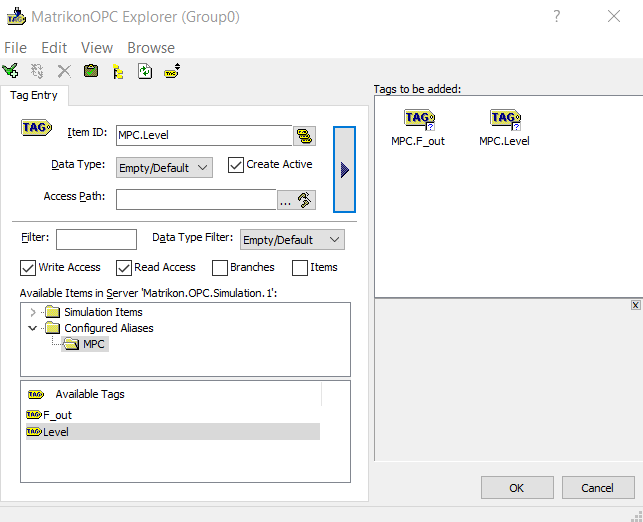 MatrikonOPC Explorer (Group0)
File Edit View Browse
Tag Entry
TAG Item ID: MPC.Level
Data Type: Empty/Default Create Active
Access Path: ...
Filter: Data Type Filter: Empty/Default
Write Access Read Access Branches Items
Available Items in Server 'Matrikon.OPC.Simulation.1':
Simulation Items
Configured Aliases
MPC
Available Tags
F_out
Level
Tags to be added:
TAG TAG
MPC.F_out MPC.Level
OK Cancel